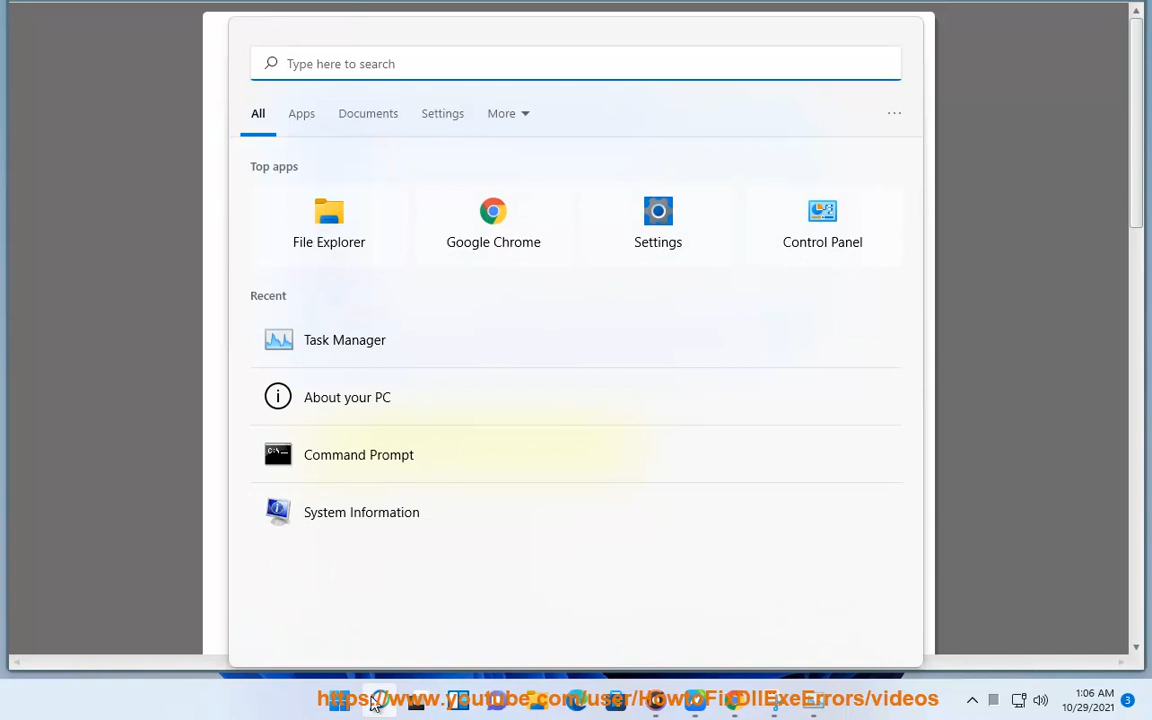 Type here to search
All Apps Documents Settings More
Top apps
File Explorer Google Chrome Settings Control Panel
Recent
Task Manager
About your PC
Command Prompt
System Information
https://www.youtube.com/user/HowtoFixDllExeErrors/videos
1:06 AM
10/29/2021 3